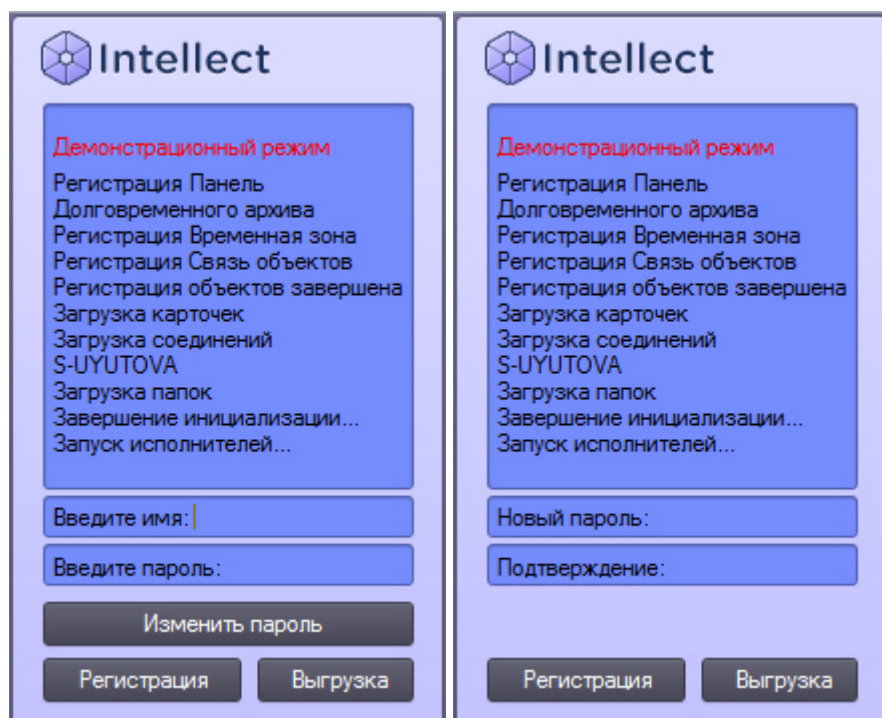 Intellect
Демонстрационный режим
Регистрация Панель
Долговременного архива
Регистрация Временная зона
Регистрация Связь объектов
Регистрация объектов завершена
Загрузка карточек
Загрузка соединений
S-UYUTOVA
Загрузка папок
Завершение инициализации...
Запуск исполнителей...
Введите имя:
Введите пароль:
Изменить пароль
Регистрация Выгрузка
Intellect
Демонстрационный режим
Регистрация Панель
Долговременного архива
Регистрация Временная зона
Регистрация Связь объектов
Регистрация объектов завершена
Загрузка карточек
Загрузка соединений
S-UYUTOVA
Загрузка папок
Завершение инициализации...
Запуск исполнителей...
Новый пароль:
Подтверждение:
Регистрация Выгрузка